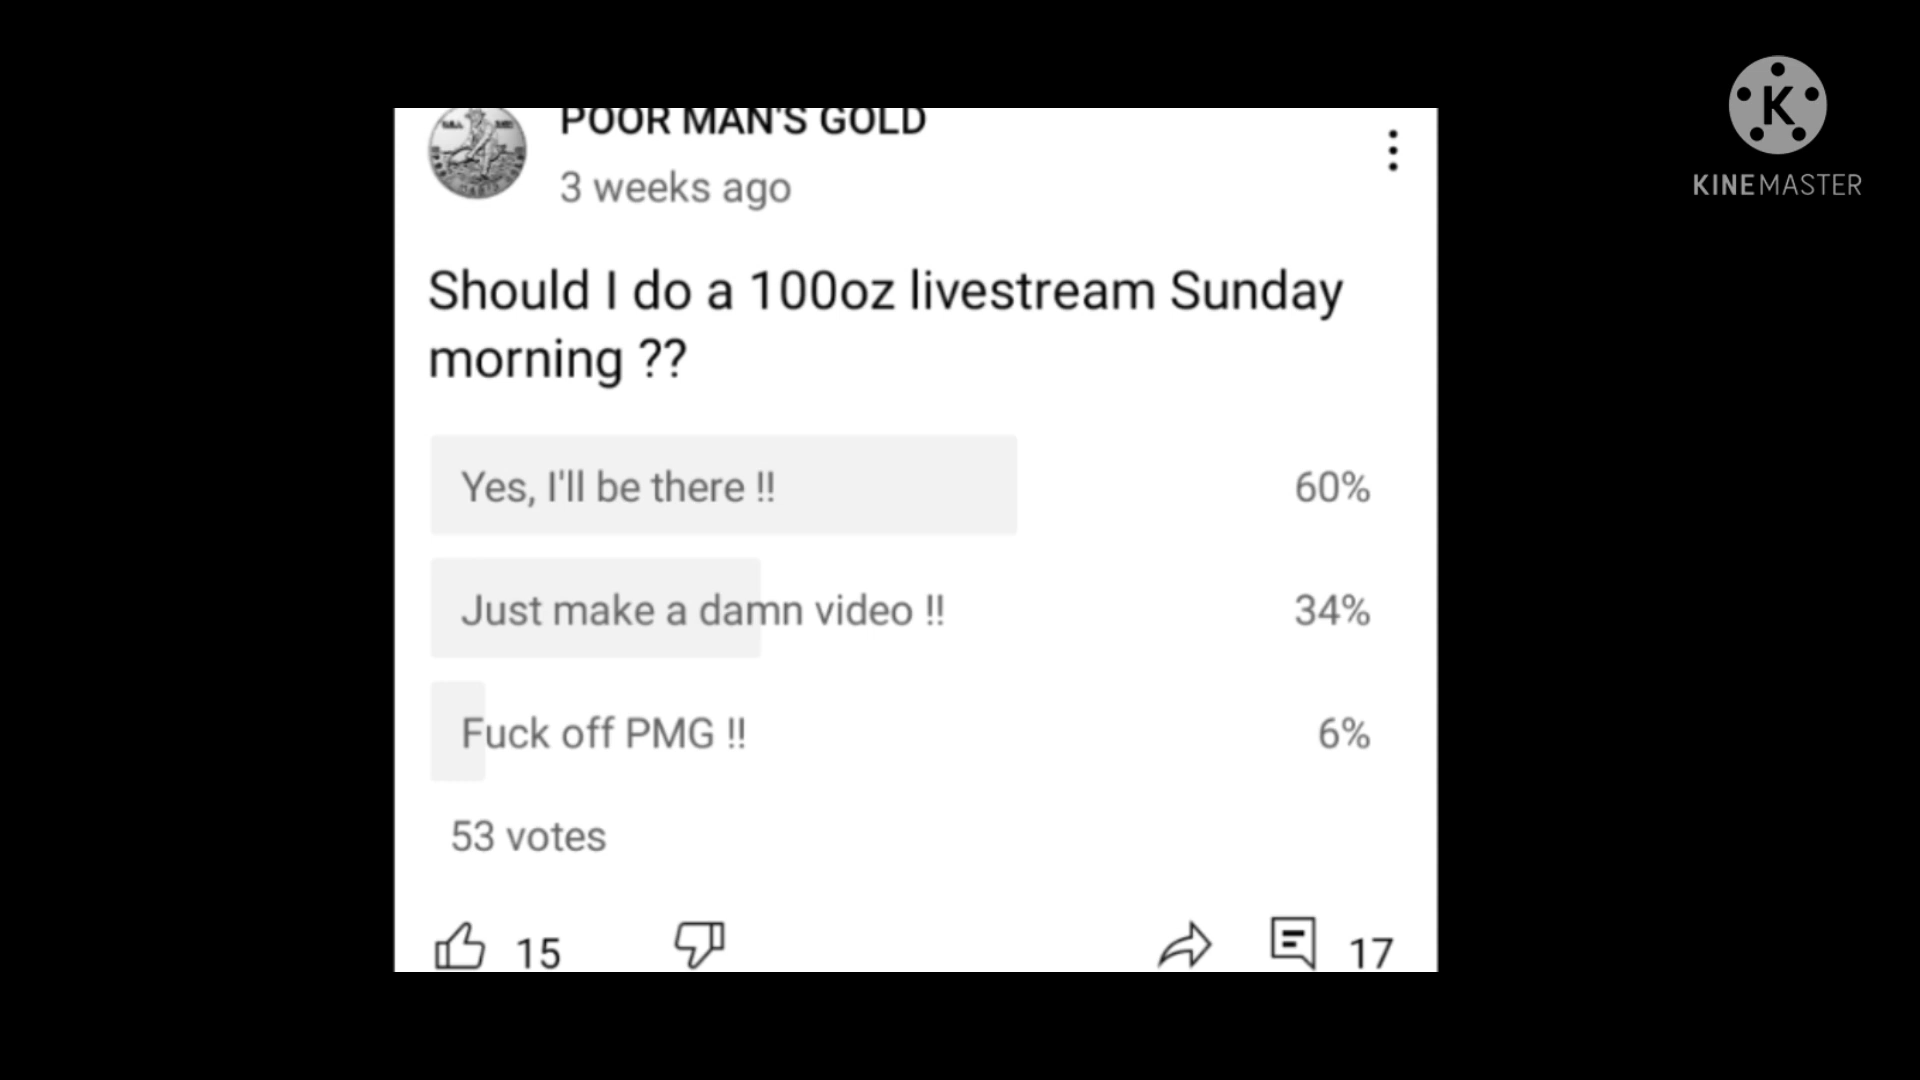 POOR MAN'S GOLD
3 weeks ago
Should I do a 100oz livestream Sunday
morning ??
Yes, I'll be there !!
60%
Just make a damn video !!
34%
Fuck off PMG !!
6%
53 votes
15
17
K
KINEMASTER